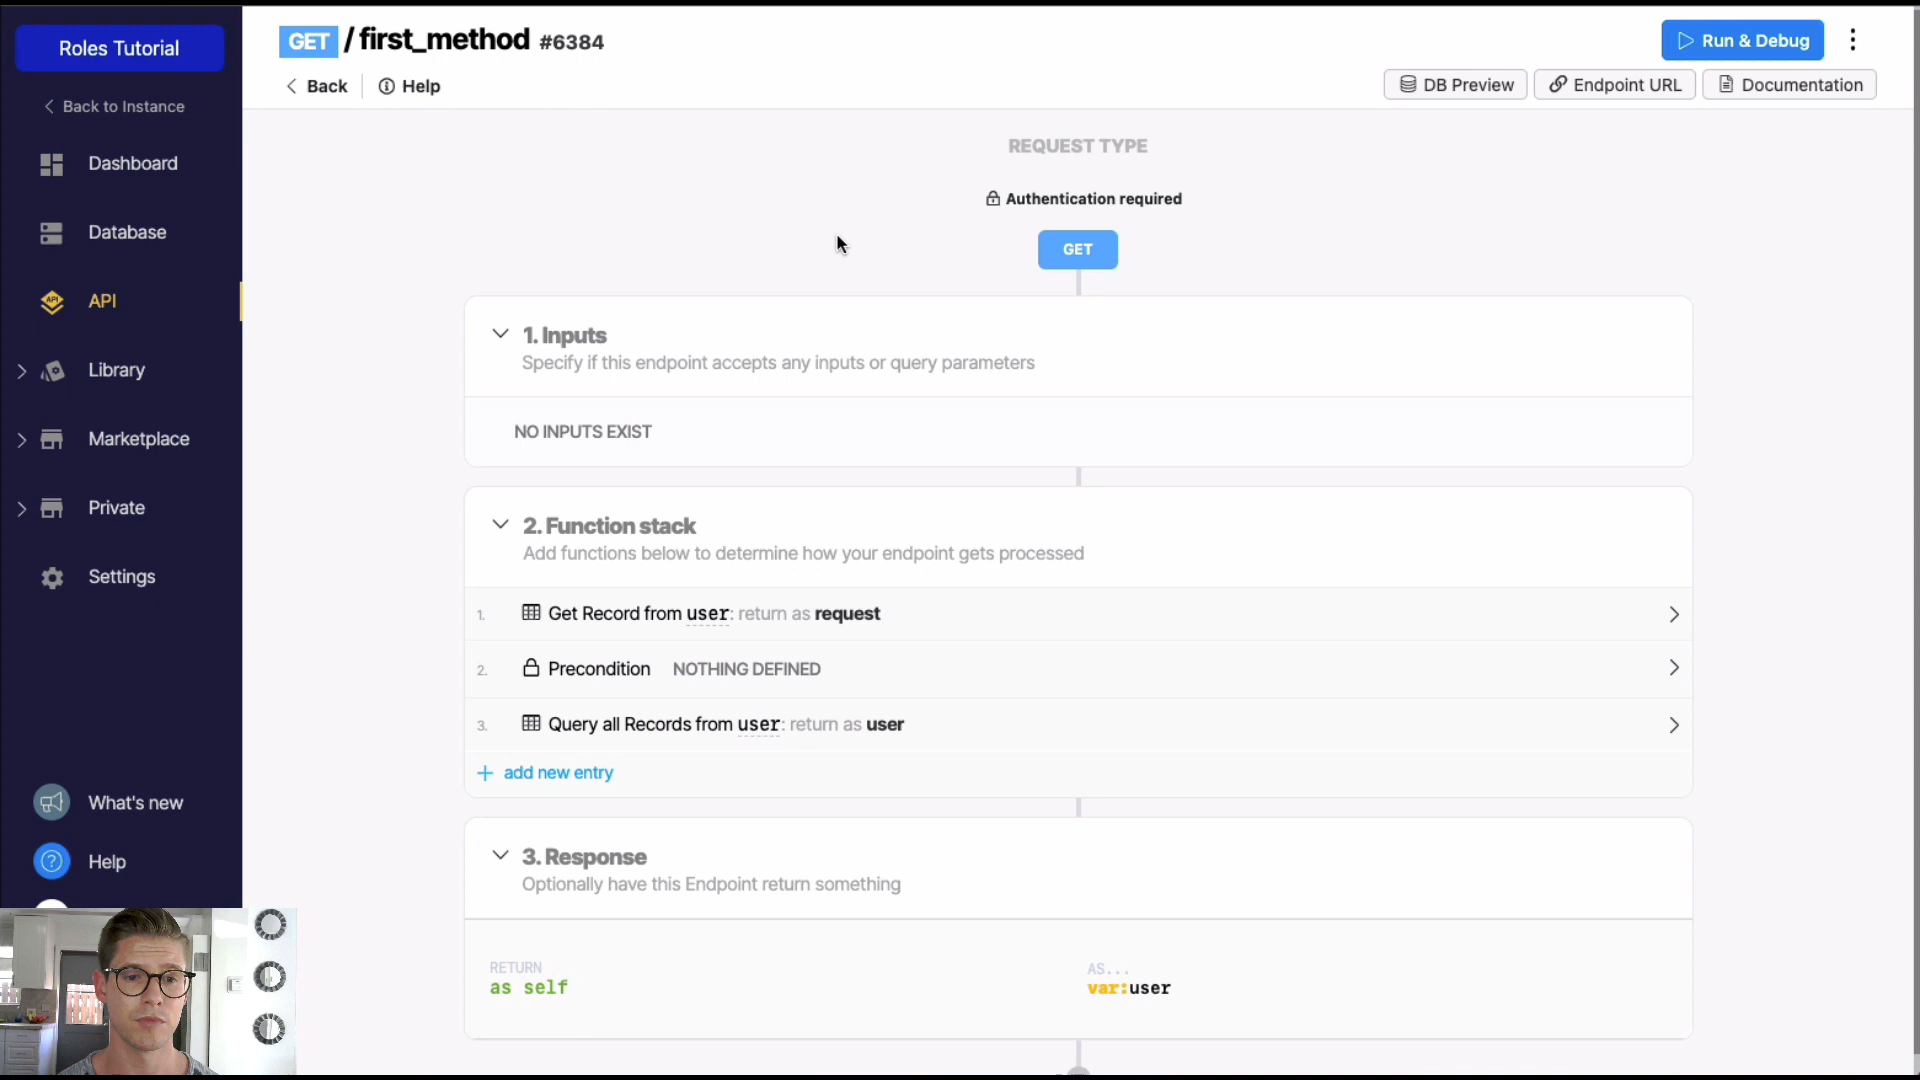 Roles Tutorial
Back to Instance
Dashboard
Database
API
Library
Marketplace
Private
Settings
What's new
Help
GET / first_method #6384
Back
Help
Run & Debug
DB Preview
Endpoint URL
Documentation
REQUEST TYPE
Authentication required
GET
1. Inputs
Specify if this endpoint accepts any inputs or query parameters
NO INPUTS EXIST
2. Function stack
Add functions below to determine how your endpoint gets processed
1. Get Record from user: return as request
2. Precondition NOTHING DEFINED
3. Query all Records from user: return as user
+ add new entry
3. Response
Optionally have this Endpoint return something
RETURN
as self
AS...
var:user